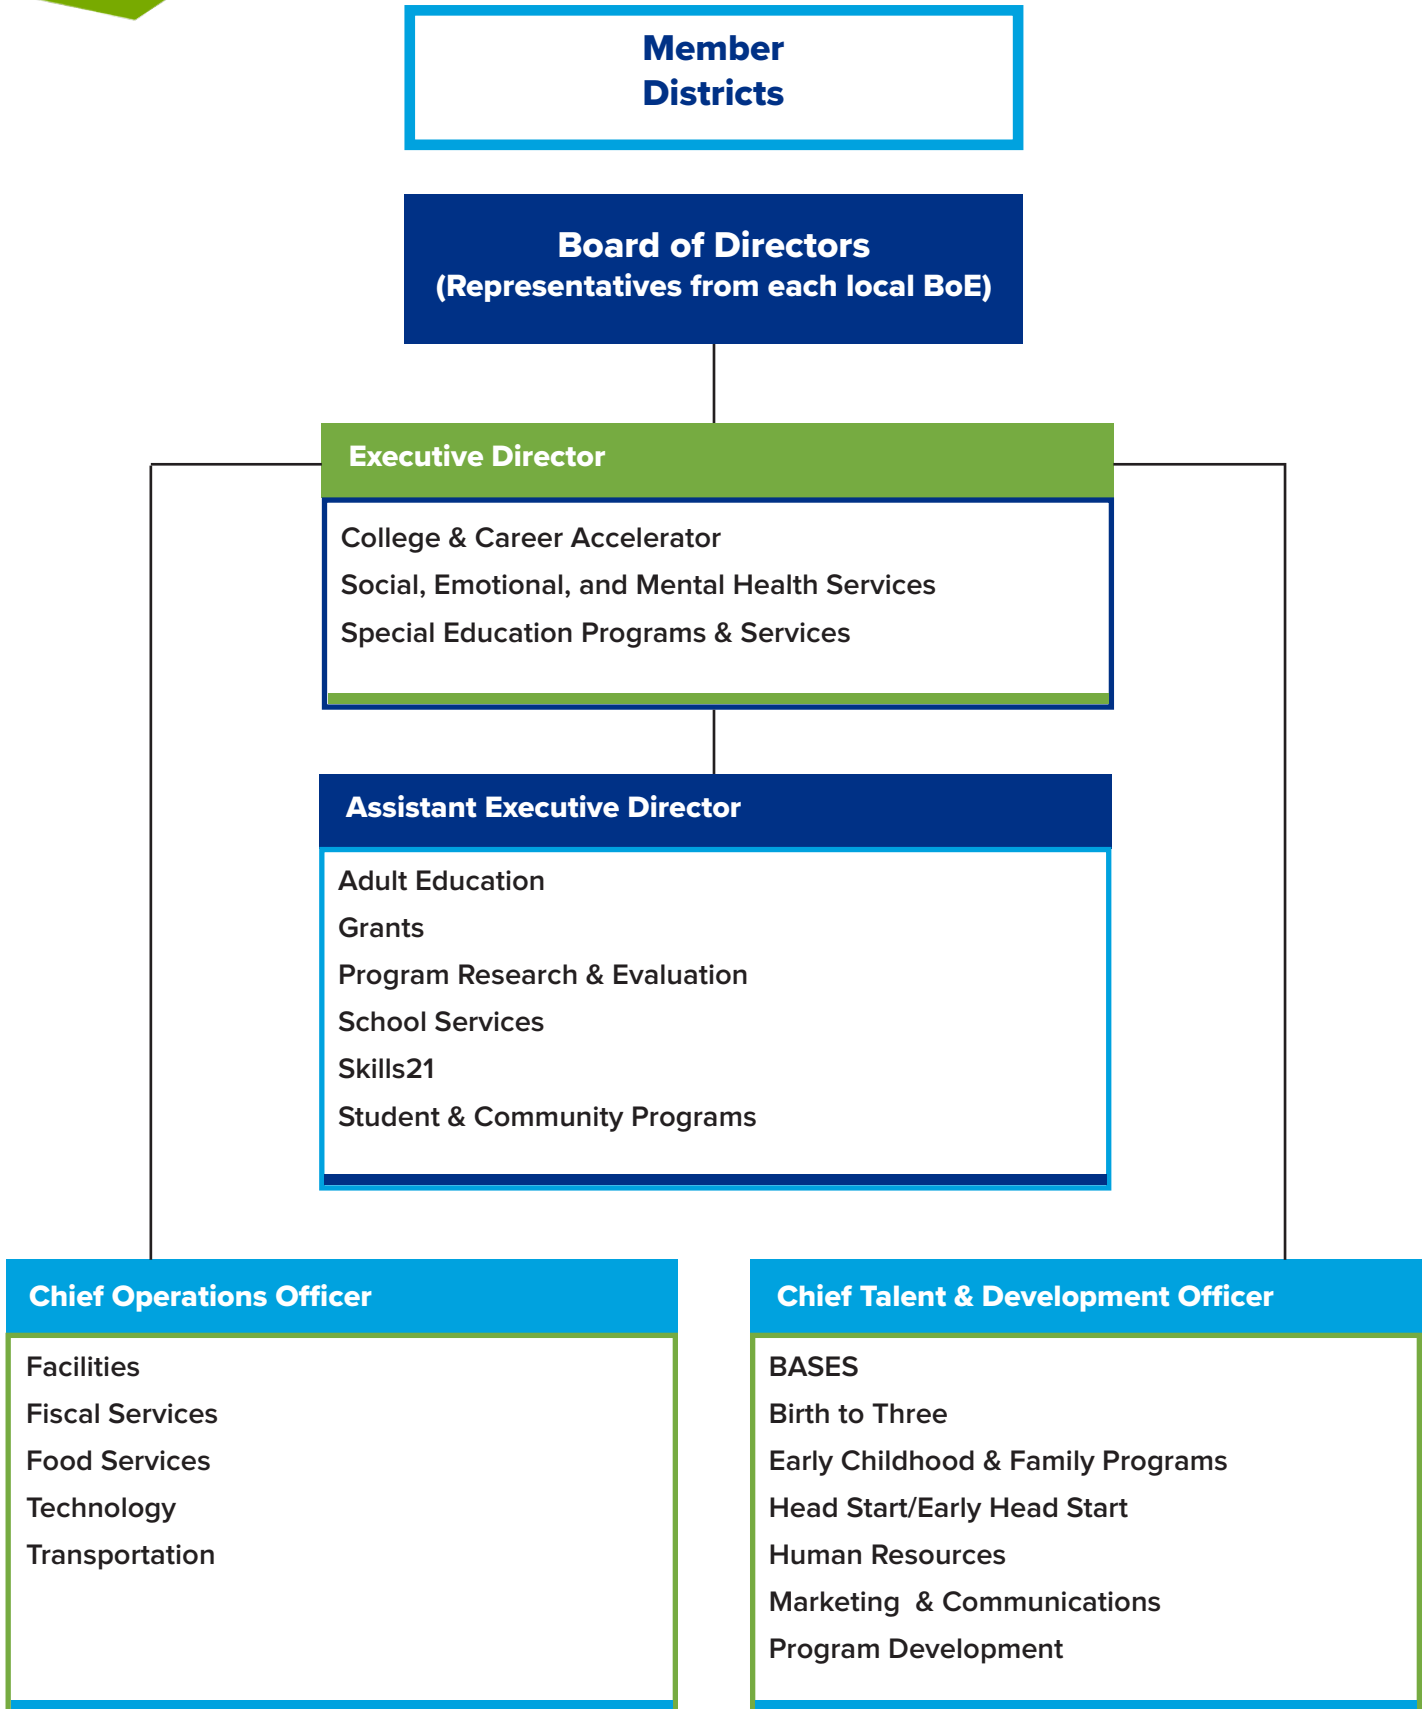 Member
Districts
Board of Directors
(Representatives from each local BoE)
Executive Director
College & Career Accelerator
Social, Emotional, and Mental Health Services
Special Education Programs & Services
Assistant Executive Director
Adult Education
Grants
Program Research & Evaluation
School Services
Skills21
Student & Community Programs
Chief Operations Officer
Facilities
Fiscal Services
Food Services
Technology
Transportation
Chief Talent & Development Officer
BASES
Birth to Three
Early Childhood & Family Programs
Head Start/Early Head Start
Human Resources
Marketing  & Communications
Program Development